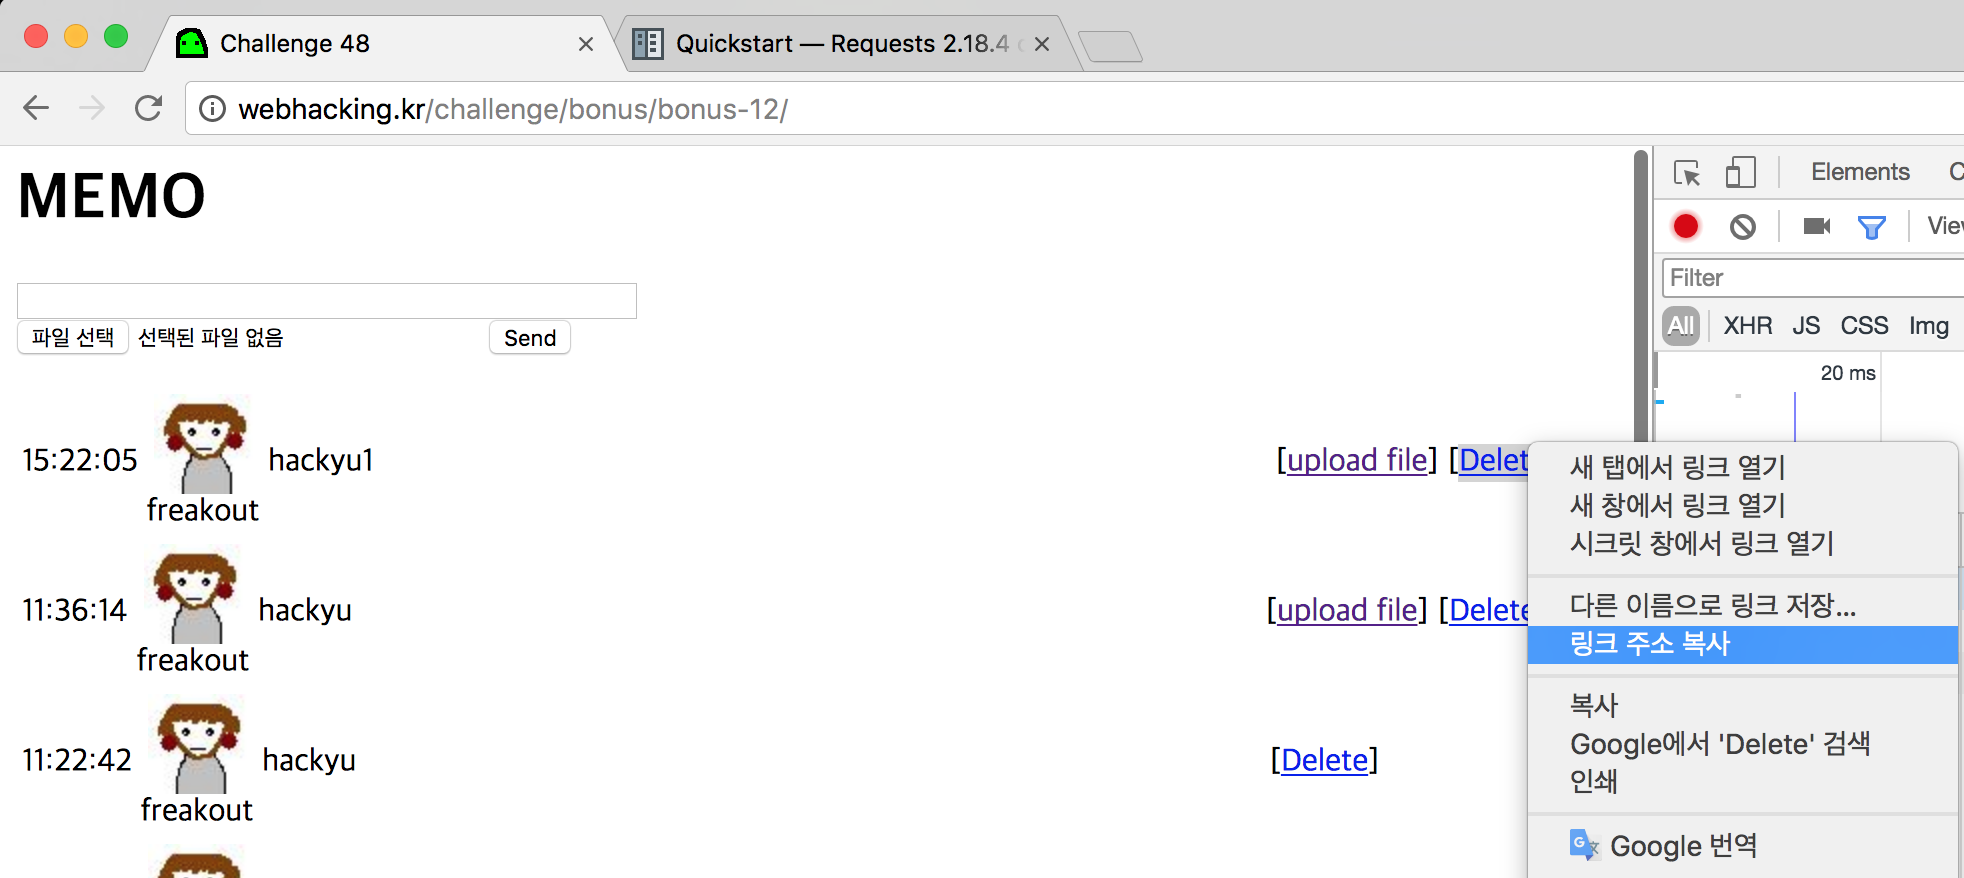 Challenge 48
Quickstart — Requests 2.18.4
webhacking.kr/challenge/bonus/bonus-12/
MEMO
파일 선택 선택된 파일 없음 Send
15:22:05 hackyu1 [upload file] [Delet
freakout
11:36:14 hackyu [upload file] [Delete
freakout
11:22:42 hackyu [Delete]
freakout
Elements
View
Filter
All XHR JS CSS Img
20 ms
새 탭에서 링크 열기
새 창에서 링크 열기
시크릿 창에서 링크 열기
다른 이름으로 링크 저장...
링크 주소 복사
복사
Google에서 'Delete' 검색
인쇄
Google 번역